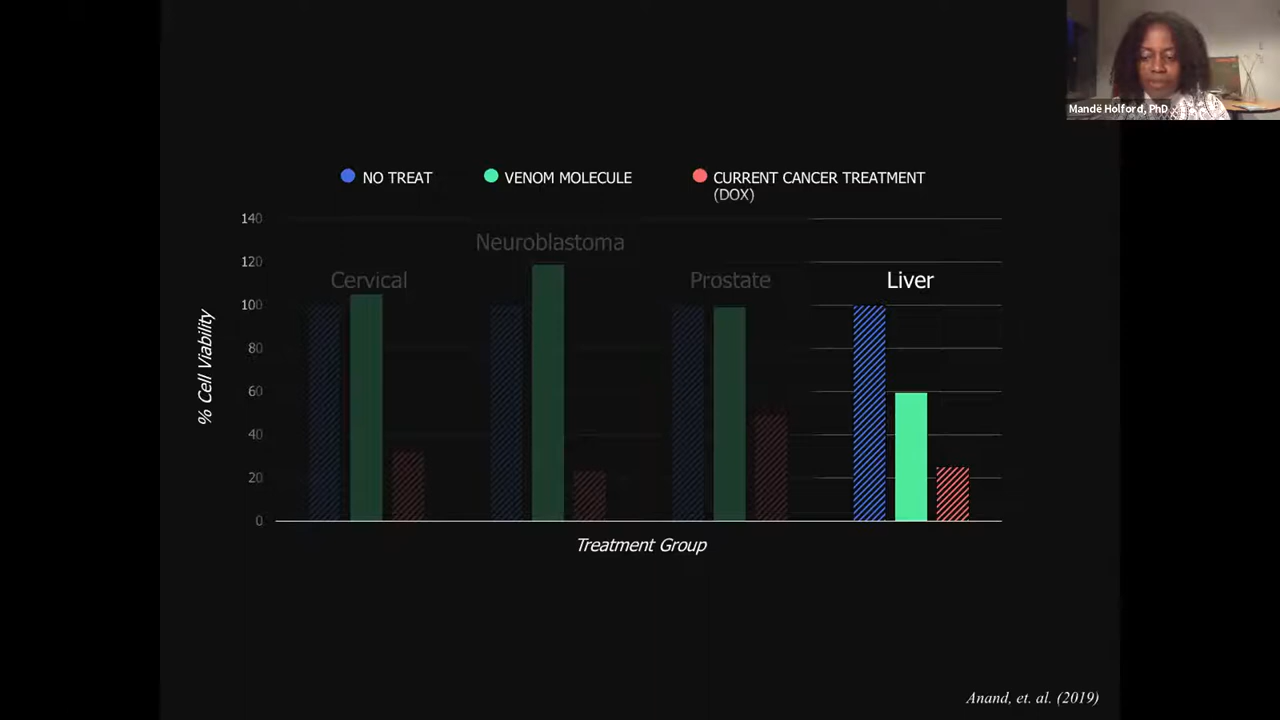 Mandë Holford, PhD
NO TREAT
VENOM MOLECULE
CURRENT CANCER TREATMENT
(DOX)
140
120
100
80
60
40
20
0
% Cell Viability
Cervical
Neuroblastoma
Prostate
Liver
Treatment Group
Anand, et. al. (2019)